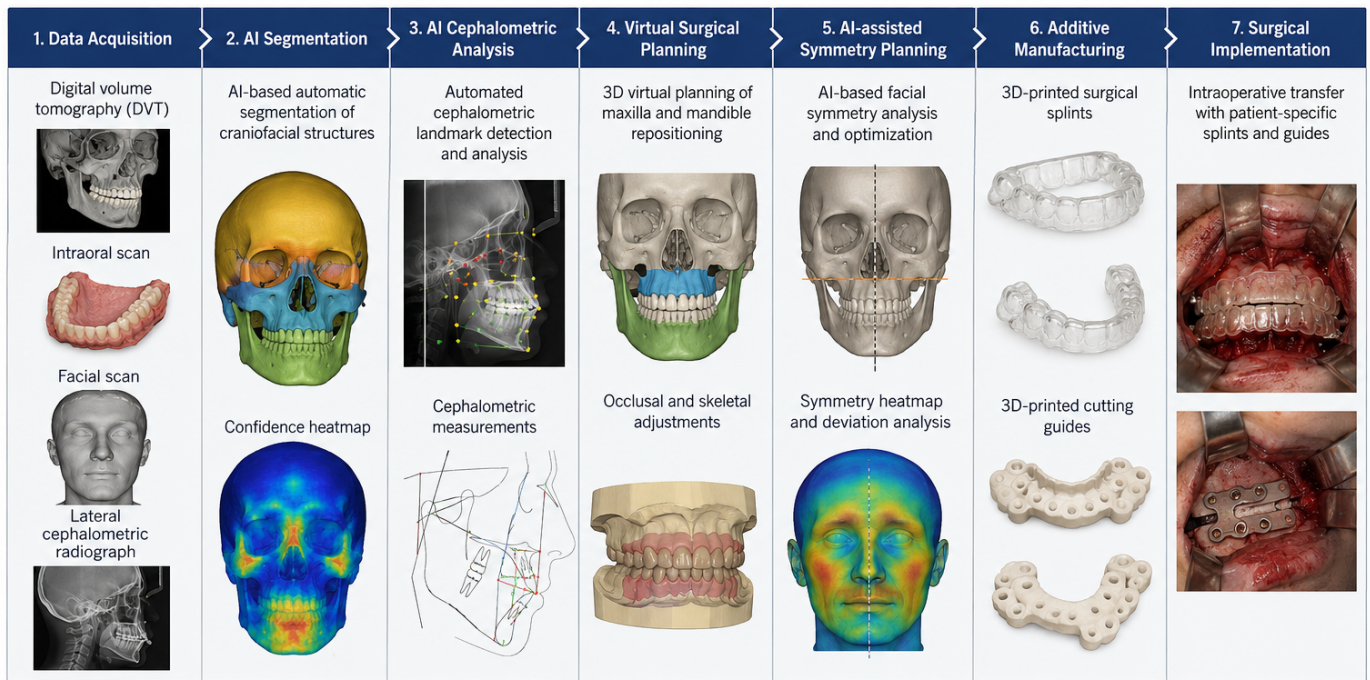 1. Data Acquisition
2. AI Segmentation
3. AI Cephalometric
Analysis
4. Virtual Surgical
Planning
5. AI-assisted
Symmetry Planning
6. Additive
Manufacturing
7. Surgical
Implementation
Digital volume
tomography (DVT)
Intraoral scan
Facial scan
Lateral
cephalometric
radiograph
AI-based automatic
segmentation of
craniofacial structures
Confidence heatmap
Automated
cephalometric
landmark detection
and analysis
Cephalometric
measurements
3D virtual planning of
maxilla and mandible
repositioning
Occlusal and skeletal
adjustments
AI-based facial
symmetry analysis
and optimization
Symmetry heatmap
and deviation analysis
3D-printed surgical
splints
3D-printed cutting
guides
Intraoperative transfer
with patient-specific
splints and guides